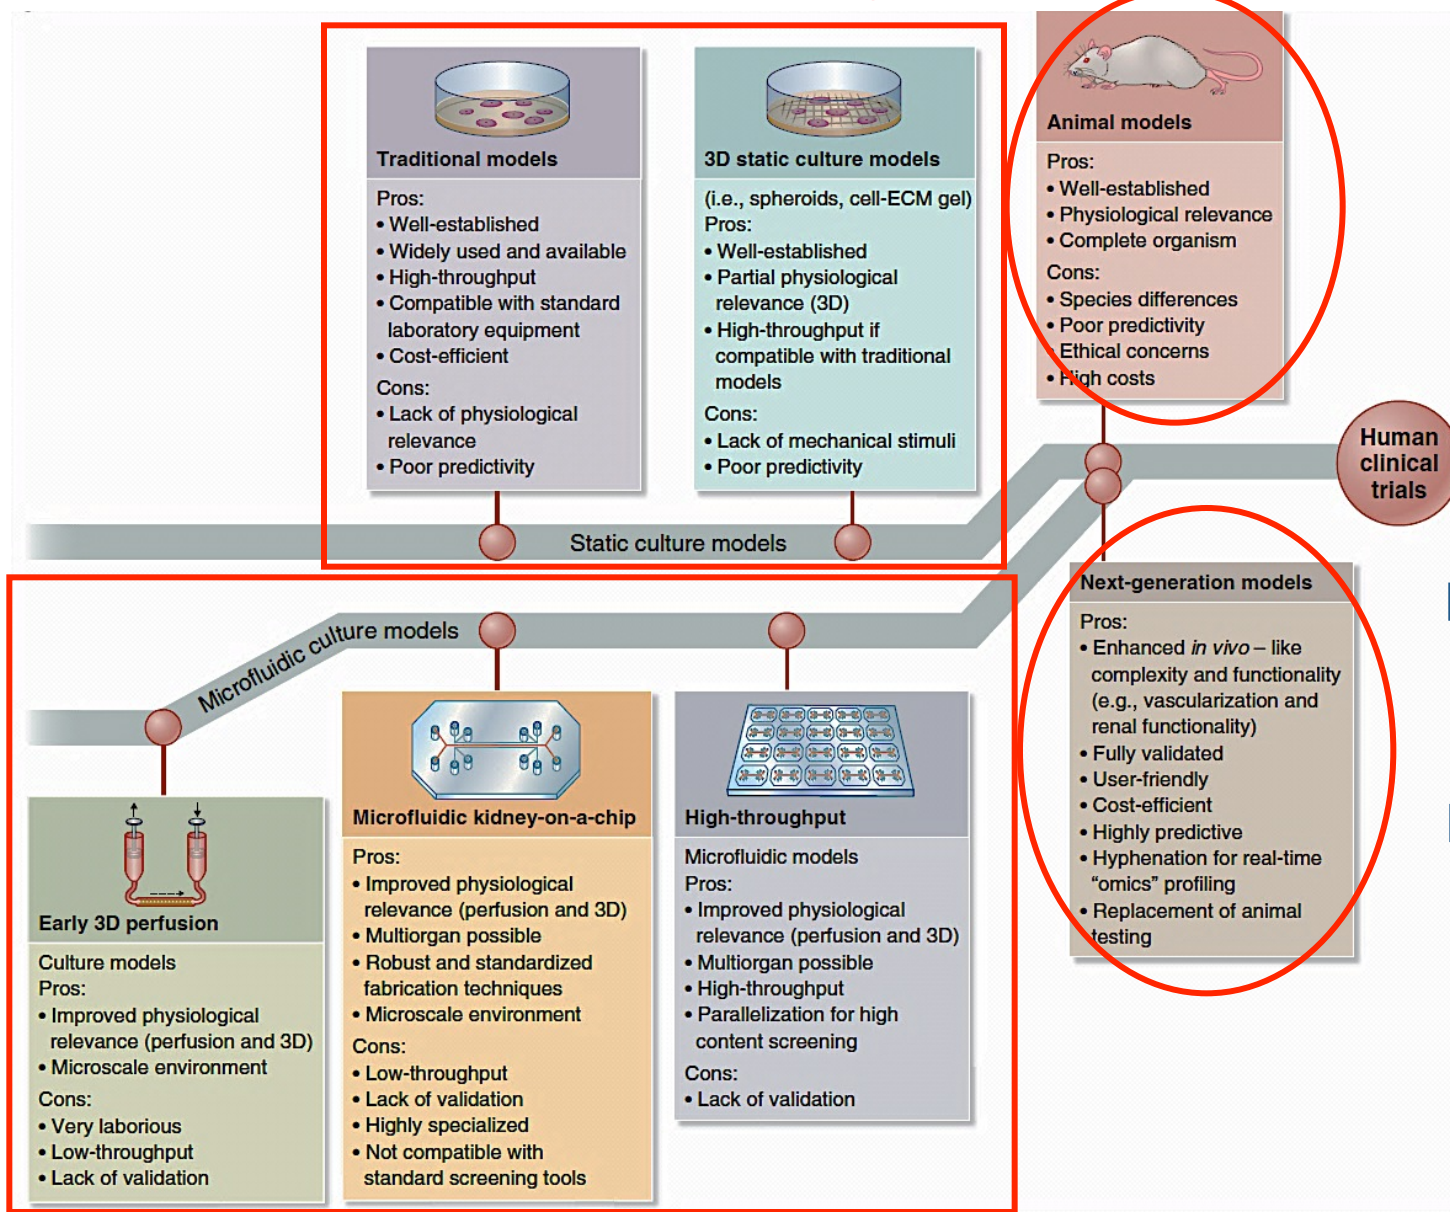 Traditional models
Pros:
• Well-established
• Widely used and available
• High-throughput
• Compatible with standard
laboratory equipment
• Cost-efficient
Cons:
• Lack of physiological
relevance
• Poor predictivity
3D static culture models
(i.e., spheroids, cell-ECM gel)
Pros:
• Well-established
• Partial physiological
relevance (3D)
• High-throughput if
compatible with traditional
models
Cons:
• Lack of mechanical stimuli
• Poor predictivity
Animal models
Pros:
• Well-established
• Physiological relevance
• Complete organism
Cons:
• Species differences
• Poor predictivity
• Ethical concerns
• High costs
Human
clinical
trials
Static culture models
Microfluidic culture models
Early 3D perfusion
Culture models
Pros:
• Improved physiological
relevance (perfusion and 3D)
• Microscale environment
Cons:
• Very laborious
• Low-throughput
• Lack of validation
Microfluidic kidney-on-a-chip
Pros:
• Improved physiological
relevance (perfusion and 3D)
• Multiorgan possible
• Robust and standardized
fabrication techniques
• Microscale environment
Cons:
• Low-throughput
• Lack of validation
• Highly specialized
• Not compatible with
standard screening tools
High-throughput
Microfluidic models
Pros:
• Improved physiological
relevance (perfusion and 3D)
• Multiorgan possible
• High-throughput
• Parallelization for high
content screening
Cons:
• Lack of validation
Next-generation models
Pros:
• Enhanced in vivo – like
complexity and functionality
(e.g., vascularization and
renal functionality)
• Fully validated
• User-friendly
• Cost-efficient
• Highly predictive
• Hyphenation for real-time
“omics” profiling
• Replacement of animal
testing